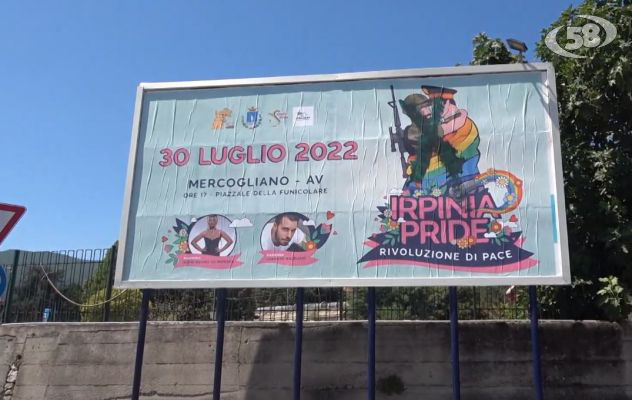 58
30 LUGLIO 2022
MERCOGLIANO - AV
ORE 17 - PIAZZALE DELLA FUNICOLARE
IRPINIA
PRIDE
RIVOLUZIONE DI PACE